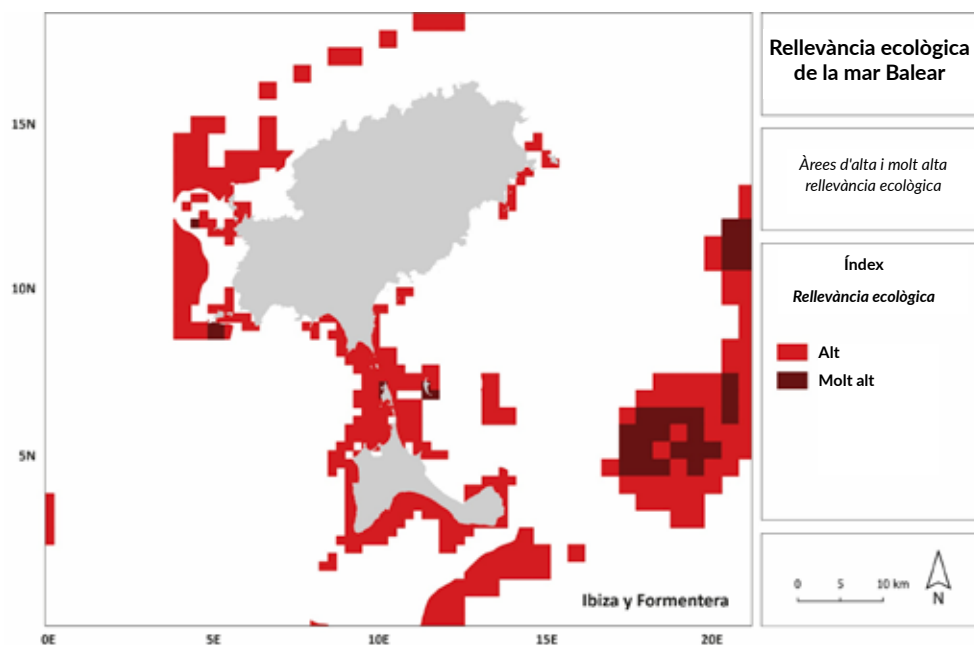 Rellevància ecològica
de la mar Balear
Àrees d'alta i molt alta
rellevància ecològica
Índex
Rellevància ecològica
Alt
Molt alt
0 5 10 km
N
15N
10N
5N
Ibiza y Formentera
0E 5E 10E 15E 20E